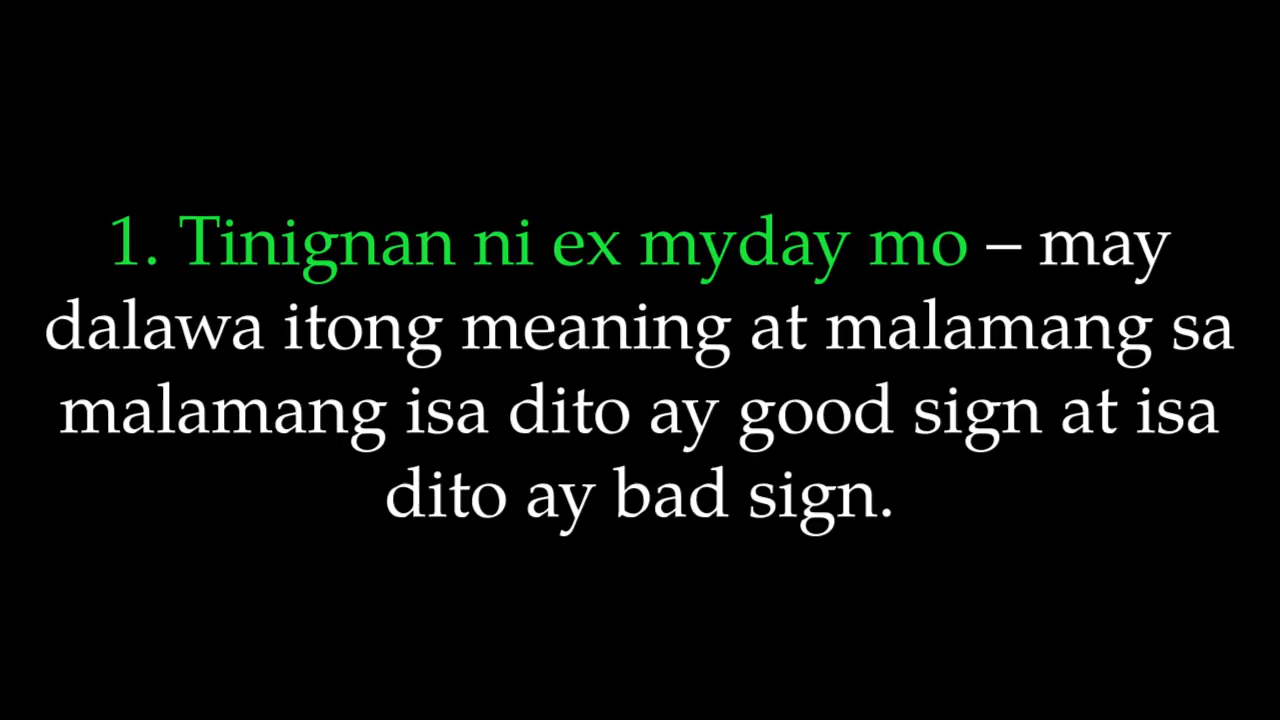 1. Tinignan ni ex myday mo – may
dalawa itong meaning at malamang sa
malamang isa dito ay good sign at isa
dito ay bad sign.